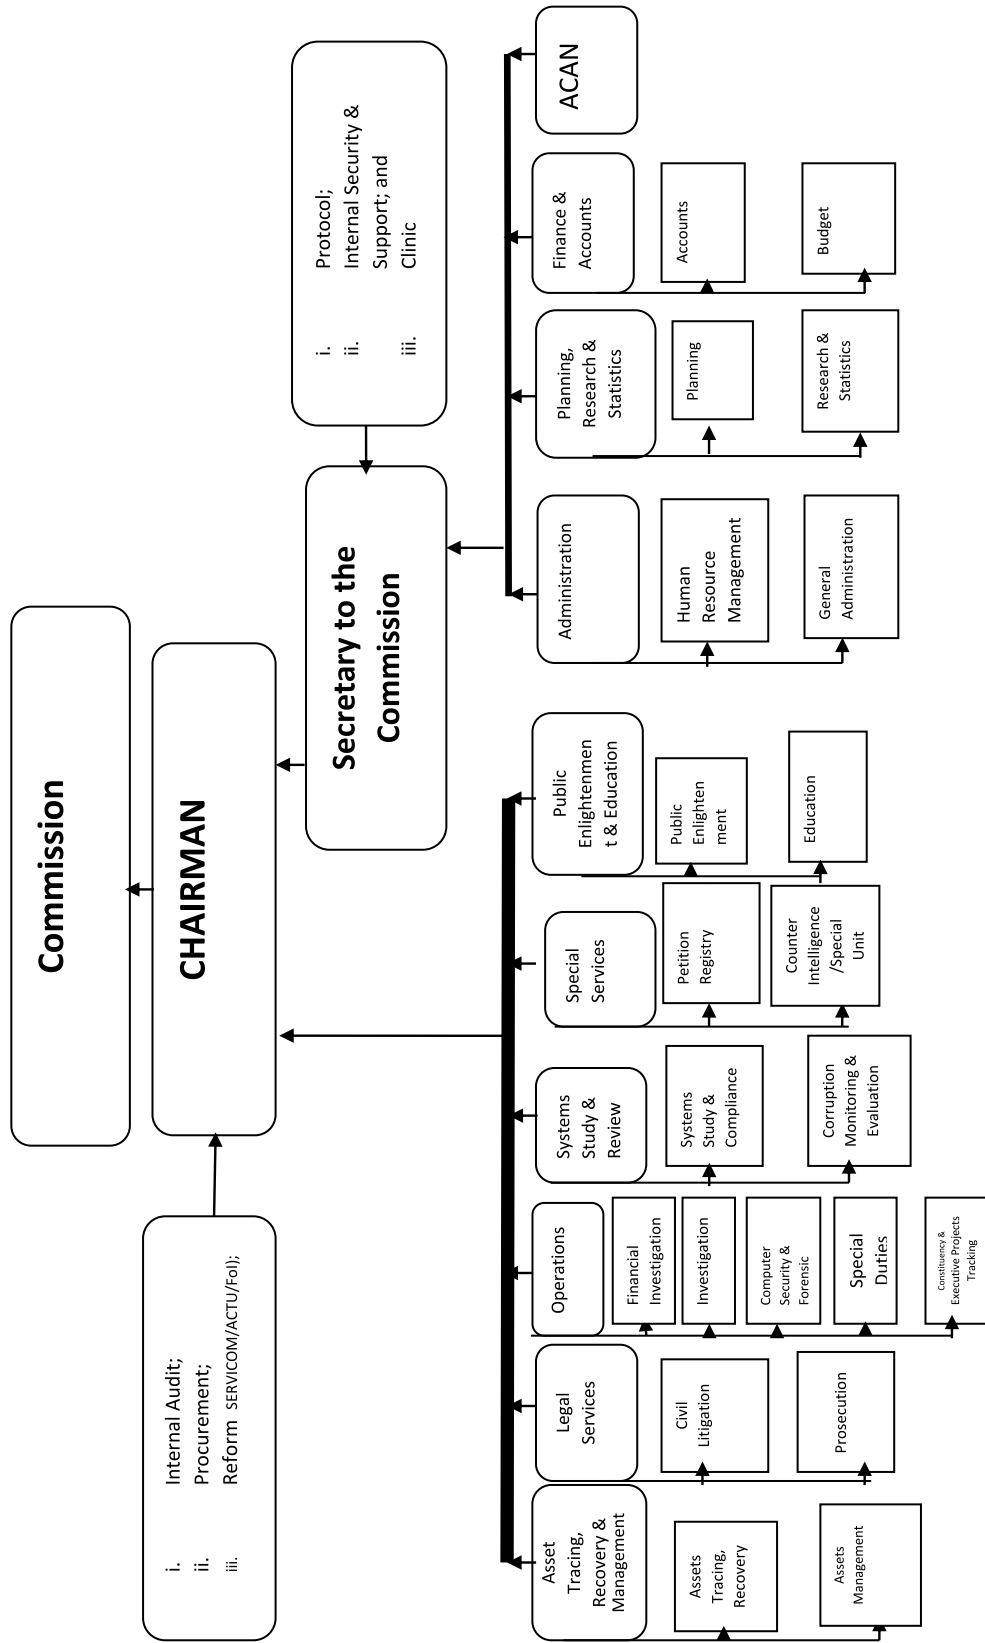 Commission
CHAIRMAN
i. Internal Audit;
ii. Procurement;
iii. Reform SERVICOM/ACTU/FoI);
Secretary to the
Commission
i. Protocol;
ii. Internal Security &
Support; and
iii. Clinic
Asset
Tracing,
Recovery &
Management
Assets
Tracing,
Recovery
Assets
Management
Legal
Services
Civil
Litigation
Prosecution
Operations
Financial
Investigation
Investigation
Computer
Security &
Forensic
Special
Duties
Constituency &
Executive Projects
Tracking
Systems
Study &
Review
Systems
Study &
Compliance
Corruption
Monitoring &
Evaluation
Special
Services
Petition
Registry
Counter
Intelligence
/Special
Unit
Public
Enlightenmen
t & Education
Public
Enlighten
ment
Education
Administration
Human
Resource
Management
General
Administration
Planning,
Research &
Statistics
Planning
Research &
Statistics
Finance &
Accounts
Accounts
Budget
ACAN